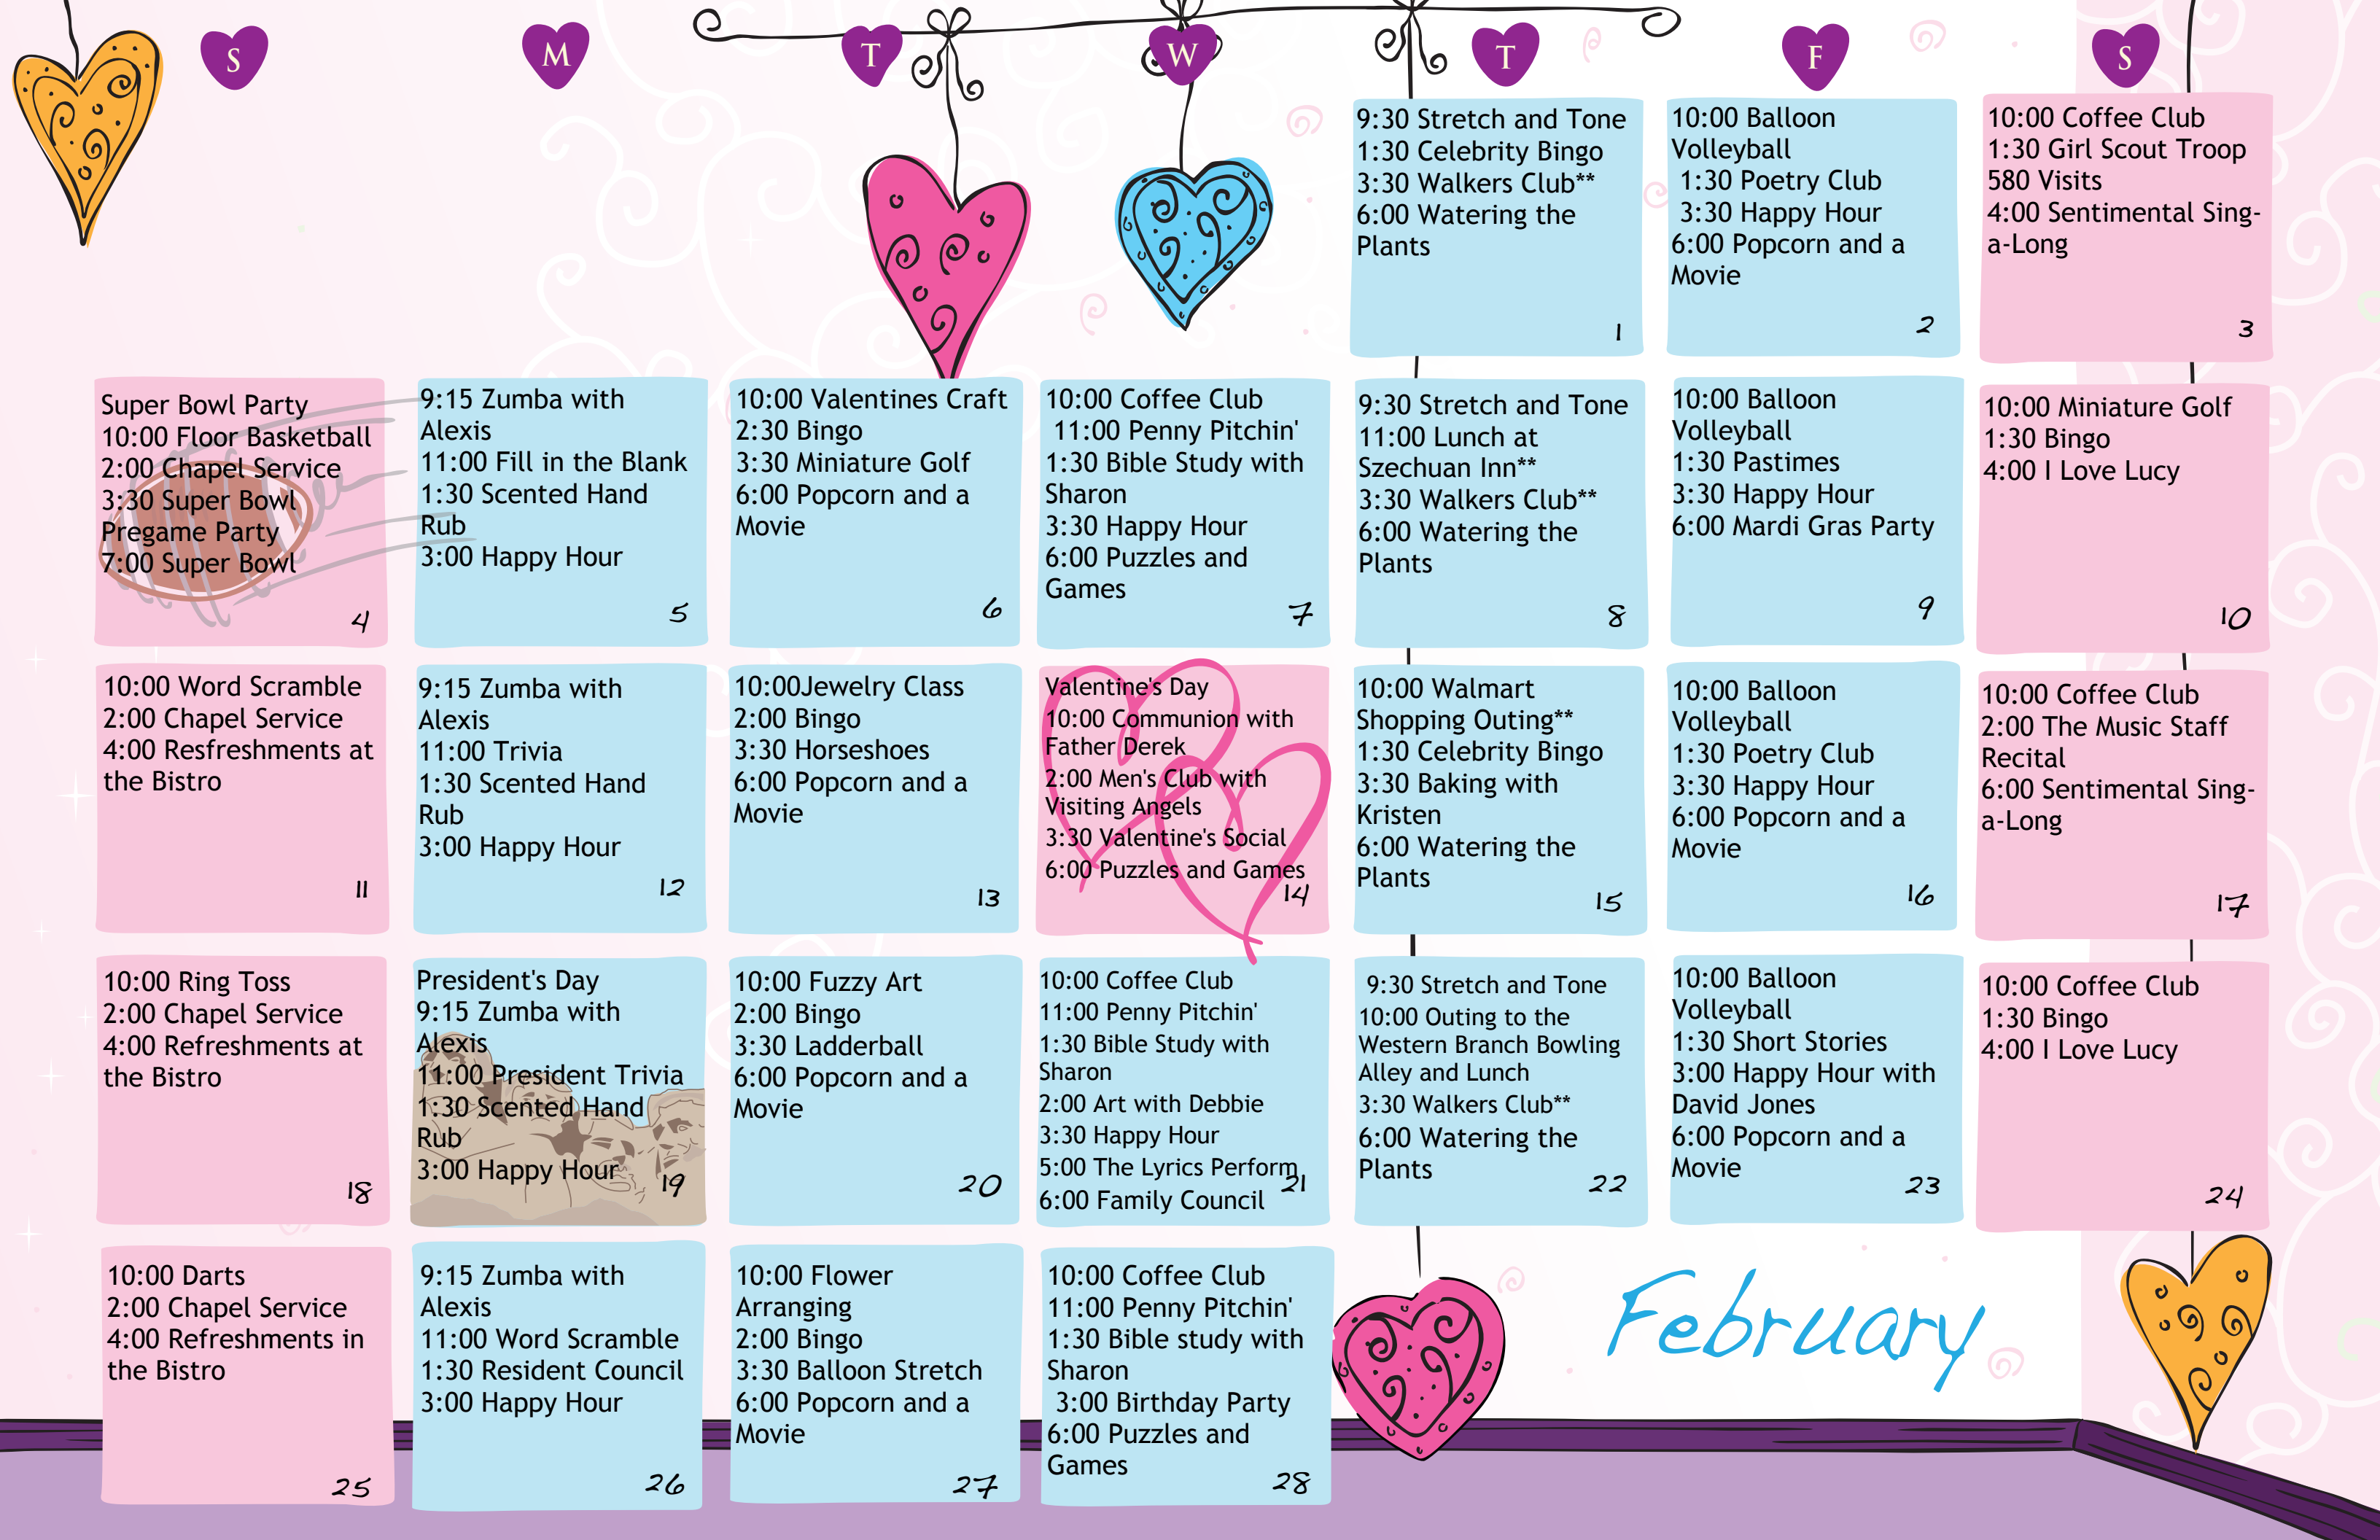 S
M
T
W
T
F
S
9:30 Stretch and Tone
1:30 Celebrity Bingo
3:30 Walkers Club**
6:00 Watering the
Plants
1
10:00 Balloon
Volleyball
1:30 Poetry Club
3:30 Happy Hour
6:00 Popcorn and a
Movie
2
10:00 Coffee Club
1:30 Girl Scout Troop
580 Visits
4:00 Sentimental Sing-
a-Long
3
Super Bowl Party
10:00 Floor Basketball
2:00 Chapel Service
3:30 Super Bowl
Pregame Party
7:00 Super Bowl
4
9:15 Zumba with
Alexis
11:00 Fill in the Blank
1:30 Scented Hand
Rub
3:00 Happy Hour
5
10:00 Valentines Craft
2:30 Bingo
3:30 Miniature Golf
6:00 Popcorn and a
Movie
6
10:00 Coffee Club
11:00 Penny Pitchin'
1:30 Bible Study with
Sharon
3:30 Happy Hour
6:00 Puzzles and
Games
7
9:30 Stretch and Tone
11:00 Lunch at
Szechuan Inn**
3:30 Walkers Club**
6:00 Watering the
Plants
8
10:00 Balloon
Volleyball
1:30 Pastimes
3:30 Happy Hour
6:00 Mardi Gras Party
9
10:00 Miniature Golf
1:30 Bingo
4:00 I Love Lucy
10
10:00 Word Scramble
2:00 Chapel Service
4:00 Resfreshments at
the Bistro
11
9:15 Zumba with
Alexis
11:00 Trivia
1:30 Scented Hand
Rub
3:00 Happy Hour
12
10:00Jewelry Class
2:00 Bingo
3:30 Horseshoes
6:00 Popcorn and a
Movie
13
Valentine's Day
10:00 Communion with
Father Derek
2:00 Men's Club with
Visiting Angels
3:30 Valentine's Social
6:00 Puzzles and Games
14
10:00 Walmart
Shopping Outing**
1:30 Celebrity Bingo
3:30 Baking with
Kristen
6:00 Watering the
Plants
15
10:00 Balloon
Volleyball
1:30 Poetry Club
3:30 Happy Hour
6:00 Popcorn and a
Movie
16
10:00 Coffee Club
2:00 The Music Staff
Recital
6:00 Sentimental Sing-
a-Long
17
10:00 Ring Toss
2:00 Chapel Service
4:00 Refreshments at
the Bistro
18
President's Day
9:15 Zumba with
Alexis
11:00 President Trivia
1:30 Scented Hand
Rub
3:00 Happy Hour
19
10:00 Fuzzy Art
2:00 Bingo
3:30 Ladderball
6:00 Popcorn and a
Movie
20
10:00 Coffee Club
11:00 Penny Pitchin'
1:30 Bible Study with
Sharon
2:00 Art with Debbie
3:30 Happy Hour
5:00 The Lyrics Perform
6:00 Family Council
21
9:30 Stretch and Tone
10:00 Outing to the
Western Branch Bowling
Alley and Lunch
3:30 Walkers Club**
6:00 Watering the
Plants
22
10:00 Balloon
Volleyball
1:30 Short Stories
3:00 Happy Hour with
David Jones
6:00 Popcorn and a
Movie
23
10:00 Coffee Club
1:30 Bingo
4:00 I Love Lucy
24
10:00 Darts
2:00 Chapel Service
4:00 Refreshments in
the Bistro
25
9:15 Zumba with
Alexis
11:00 Word Scramble
1:30 Resident Council
3:00 Happy Hour
26
10:00 Flower
Arranging
2:00 Bingo
3:30 Balloon Stretch
6:00 Popcorn and a
Movie
27
10:00 Coffee Club
11:00 Penny Pitchin'
1:30 Bible study with
Sharon
3:00 Birthday Party
6:00 Puzzles and
Games
28
February